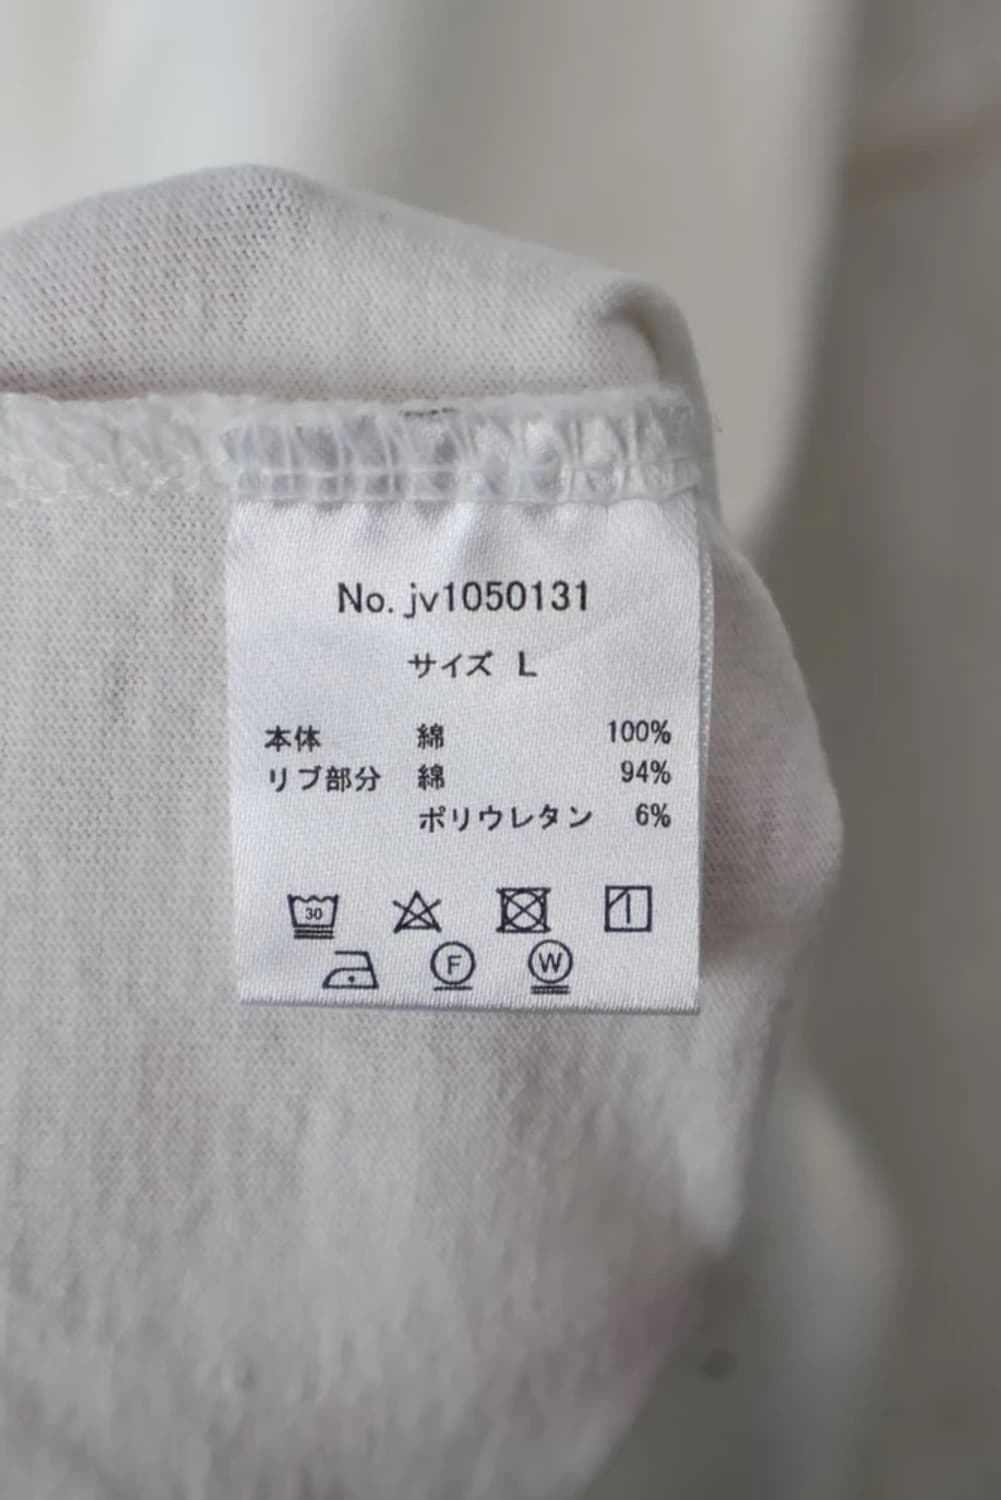 No. jv1050131
サイズ L
本体 綿 100%
リブ部分 綿 94%
ポリウレタン 6%
30
F W